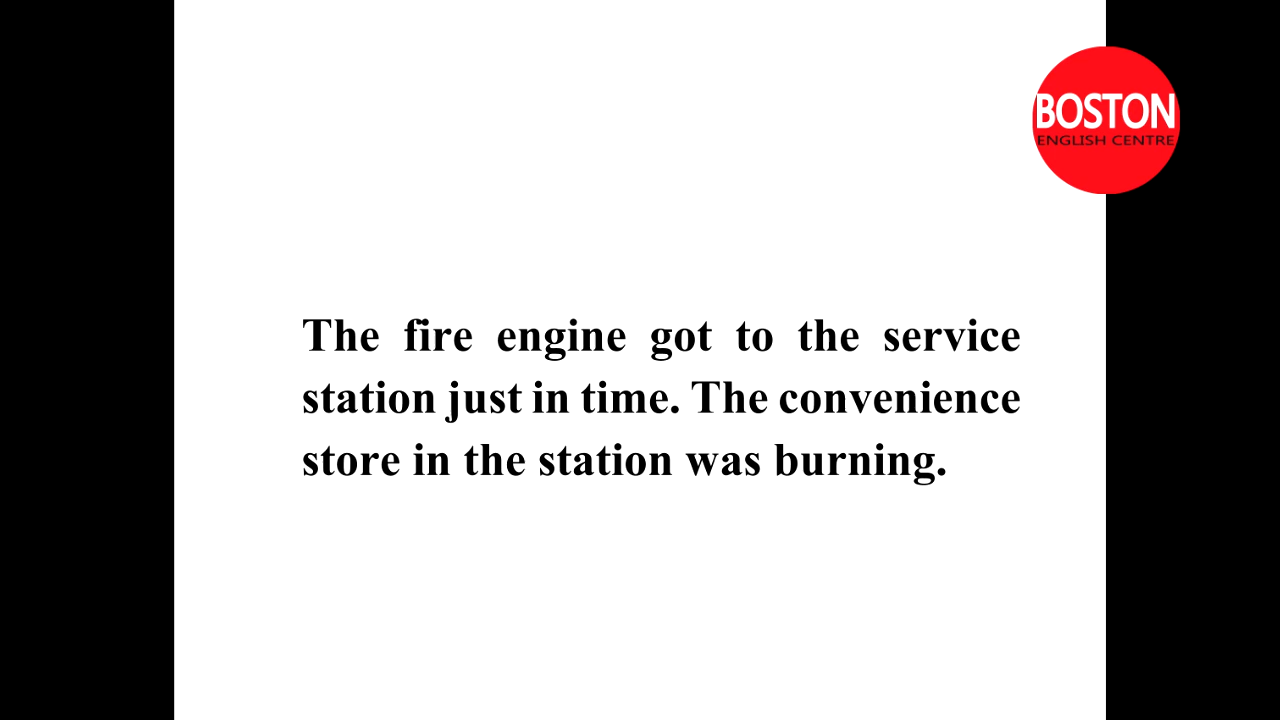 BOSTON
ENGLISH CENTRE
The fire engine got to the service
station just in time. The convenience
store in the station was burning.